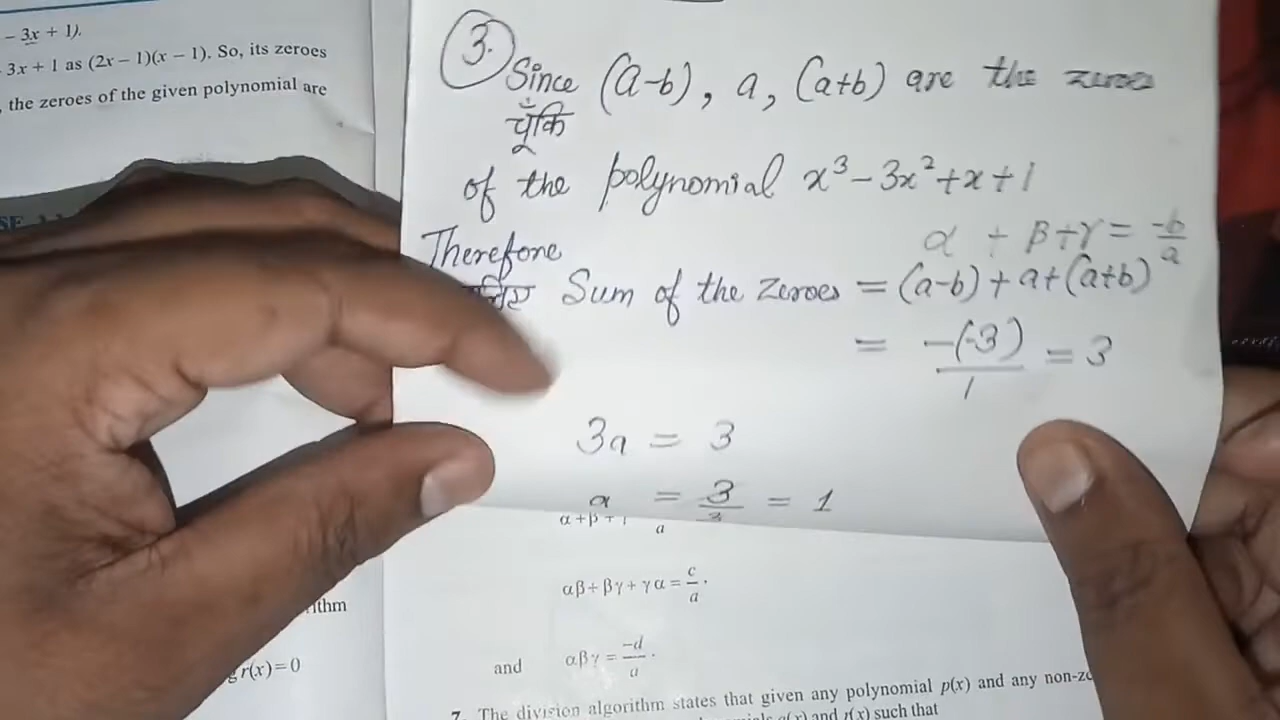 – 3x + 1).
3x + 1 as (2x – 1)(x – 1). So, its zeroes
, the zeroes of the given polynomial are
3.
Since (a-b), a, (a+b) are the zeroes
चूँकि
of the polynomial x³ - 3x² + x + 1
α + β + γ = -b/a
Therefore
Sum of the zeroes = (a-b) + a + (a+b)
= -(-3)/1 = 3
3a = 3
a = 3/3 = 1
αβ + βγ + γα = c/a .
and αβγ = -d/a .
r(x) = 0
7. The division algorithm states that given any polynomial p(x) and any
and r(x) such that